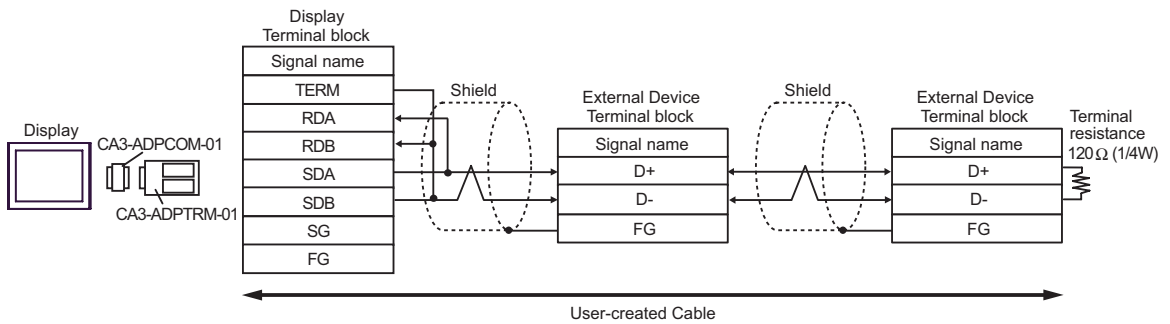 Display
CA3-ADPCOM-01
CA3-ADPTRM-01
Display
Terminal block
Signal name
TERM
RDA
RDB
SDA
SDB
SG
FG
Shield
External Device
Terminal block
Signal name
D+
D-
FG
Shield
External Device
Terminal block
Signal name
D+
D-
FG
Terminal
resistance
120Ω (1/4W)
User-created Cable